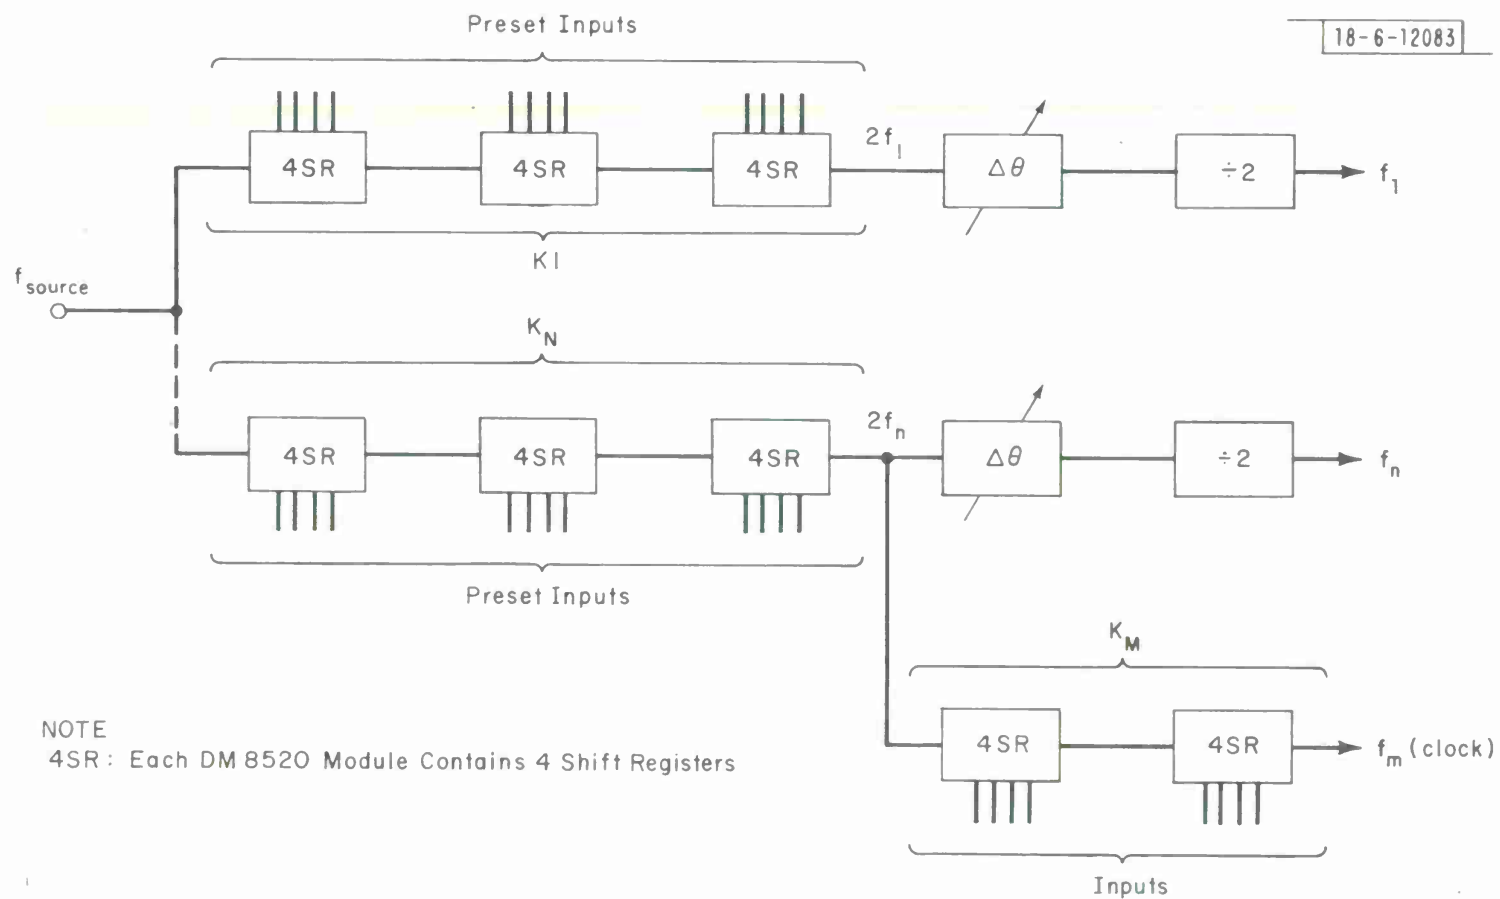 Preset Inputs
18-6-12083
4SR
4SR
4SR
2f1
Δθ
÷2
f1
K1
fsource
KN
4SR
4SR
4SR
2fn
Δθ
÷2
fn
Preset Inputs
KM
4SR
4SR
fm (clock)
Inputs
NOTE
4SR: Each DM 8520 Module Contains 4 Shift Registers